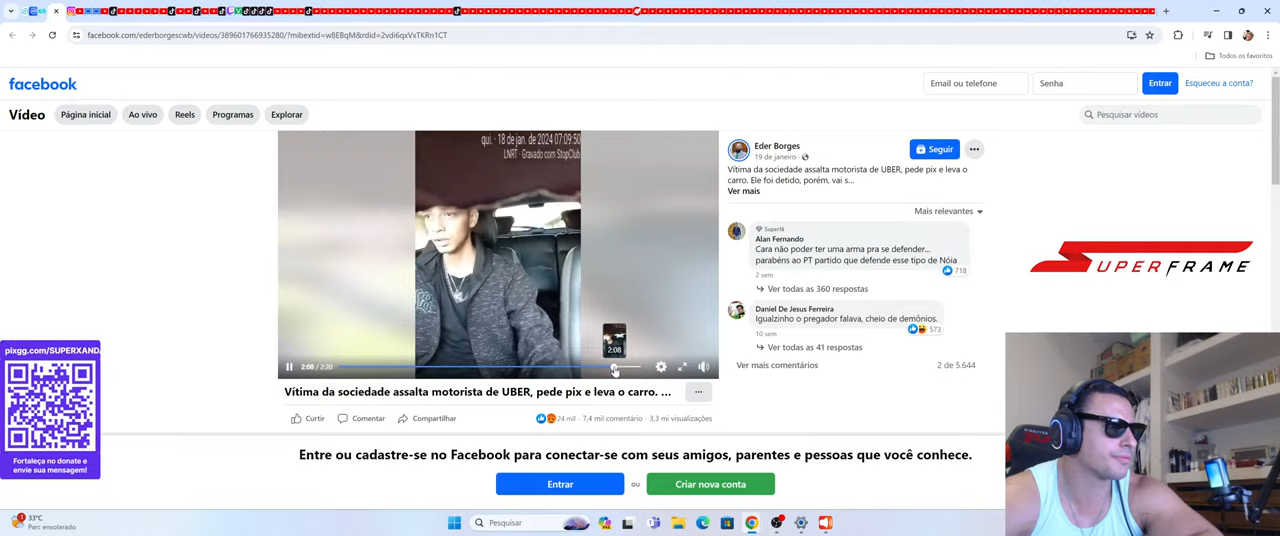 facebook.com/ederborgescwb/videos/389601766935280/?mibextid=w8EBqM&rdid=2vdi6qxVxTKRn1CT
Todos os favoritos
facebook
Email ou telefone
Senha
Entrar
Esqueceu a conta?
Vídeo
Página inicial
Ao vivo
Reels
Programas
Explorar
Pesquisar vídeos
qui. · 18 de jan. de 2024 07:09:50
LNRT · Gravado com StopClub
2:08
2:08 / 2:20
Eder Borges
19 de janeiro ·
Seguir
Vítima da sociedade assalta motorista de UBER, pede pix e leva o
carro. Ele foi detido, porém, vai s...
Ver mais
Mais relevantes
Superfã
Alan Fernando
Cara não poder ter uma arma pra se defender...
parabéns ao PT partido que defende esse tipo de Nóia
718
2 sem
Ver todas as 360 respostas
Daniel De Jesus Ferreira
Igualzinho o pregador falava, cheio de demônios.
573
10 sem
Ver todas as 41 respostas
Ver mais comentários
2 de 5.644
SUPERFRAME
pixgg.com/SUPERXANDA
Fortaleça no donate e
envie sua mensagem!
Vítima da sociedade assalta motorista de UBER, pede pix e leva o carro. ...
Curtir
Comentar
Compartilhar
24 mil · 7,4 mil comentário · 3,3 mi visualizações
Entre ou cadastre-se no Facebook para conectar-se com seus amigos, parentes e pessoas que você conhece.
Entrar
ou
Criar nova conta
33°C
Parc ensolarado
Pesquisar